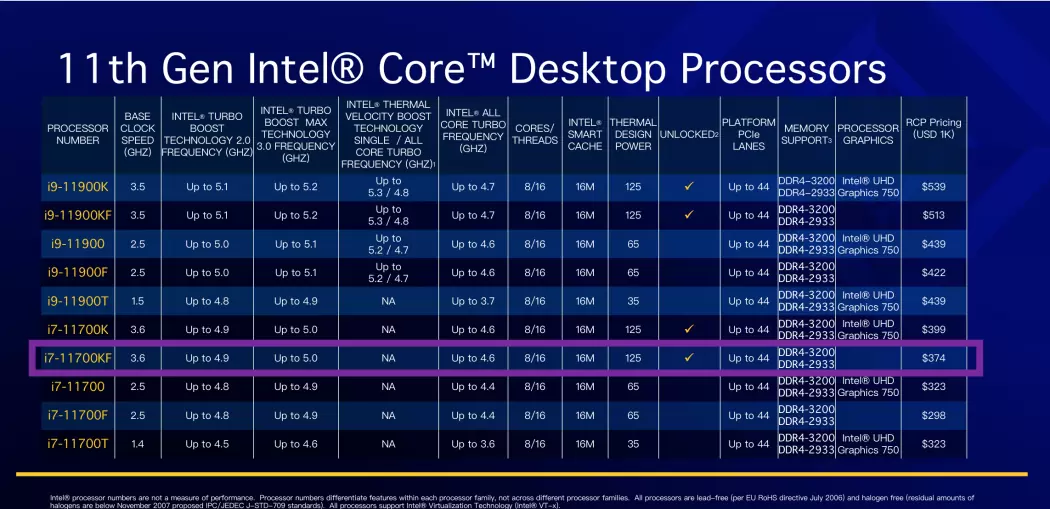 11th Gen Intel® Core™ Desktop Processors
PROCESSOR NUMBER | BASE CLOCK SPEED (GHZ) | INTEL® TURBO BOOST TECHNOLOGY 2.0 FREQUENCY (GHZ) | INTEL® TURBO BOOST MAX TECHNOLOGY 3.0 FREQUENCY (GHZ) | INTEL® THERMAL VELOCITY BOOST TECHNOLOGY SINGLE / ALL CORE TURBO FREQUENCY (GHZ)1 | INTEL® ALL CORE TURBO FREQUENCY (GHZ) | CORES/ THREADS | INTEL® SMART CACHE | THERMAL DESIGN POWER | UNLOCKED2 | PLATFORM PCIe LANES | MEMORY SUPPORT3 | PROCESSOR GRAPHICS | RCP Pricing (USD 1K)
i9-11900K | 3.5 | Up to 5.1 | Up to 5.2 | Up to 5.3 / 4.8 | Up to 4.7 | 8/16 | 16M | 125 | ✓ | Up to 44 | DDR4-3200 DDR4-2933 | Intel® UHD Graphics 750 | $539
i9-11900KF | 3.5 | Up to 5.1 | Up to 5.2 | Up to 5.3 / 4.8 | Up to 4.7 | 8/16 | 16M | 125 | ✓ | Up to 44 | DDR4-3200 DDR4-2933 | | $513
i9-11900 | 2.5 | Up to 5.0 | Up to 5.1 | Up to 5.2 / 4.7 | Up to 4.6 | 8/16 | 16M | 65 | | Up to 44 | DDR4-3200 DDR4-2933 | Intel® UHD Graphics 750 | $439
i9-11900F | 2.5 | Up to 5.0 | Up to 5.1 | Up to 5.2 / 4.7 | Up to 4.6 | 8/16 | 16M | 65 | | Up to 44 | DDR4-3200 DDR4-2933 | | $422
i9-11900T | 1.5 | Up to 4.8 | Up to 4.9 | NA | Up to 3.7 | 8/16 | 16M | 35 | | Up to 44 | DDR4-3200 DDR4-2933 | Intel® UHD Graphics 750 | $439
i7-11700K | 3.6 | Up to 4.9 | Up to 5.0 | NA | Up to 4.6 | 8/16 | 16M | 125 | ✓ | Up to 44 | DDR4-3200 DDR4-2933 | Intel® UHD Graphics 750 | $399
i7-11700KF | 3.6 | Up to 4.9 | Up to 5.0 | NA | Up to 4.6 | 8/16 | 16M | 125 | ✓ | Up to 44 | DDR4-3200 DDR4-2933 | | $374
i7-11700 | 2.5 | Up to 4.8 | Up to 4.9 | NA | Up to 4.4 | 8/16 | 16M | 65 | | Up to 44 | DDR4-3200 DDR4-2933 | Intel® UHD Graphics 750 | $323
i7-11700F | 2.5 | Up to 4.8 | Up to 4.9 | NA | Up to 4.4 | 8/16 | 16M | 65 | | Up to 44 | DDR4-3200 DDR4-2933 | | $298
i7-11700T | 1.4 | Up to 4.5 | Up to 4.6 | NA | Up to 3.6 | 8/16 | 16M | 35 | | Up to 44 | DDR4-3200 DDR4-2933 | Intel® UHD Graphics 750 | $323
Intel® processor numbers are not a measure of performance. Processor numbers differentiate features within each processor family, not across different processor families. All processors are lead-free (per EU RoHS directive July 2006) and halogen free (residual amounts of
halogens are below November 2007 proposed IPC/JEDEC J-STD-709 standards). All processors support Intel® Virtualization Technology (Intel® VT-x).